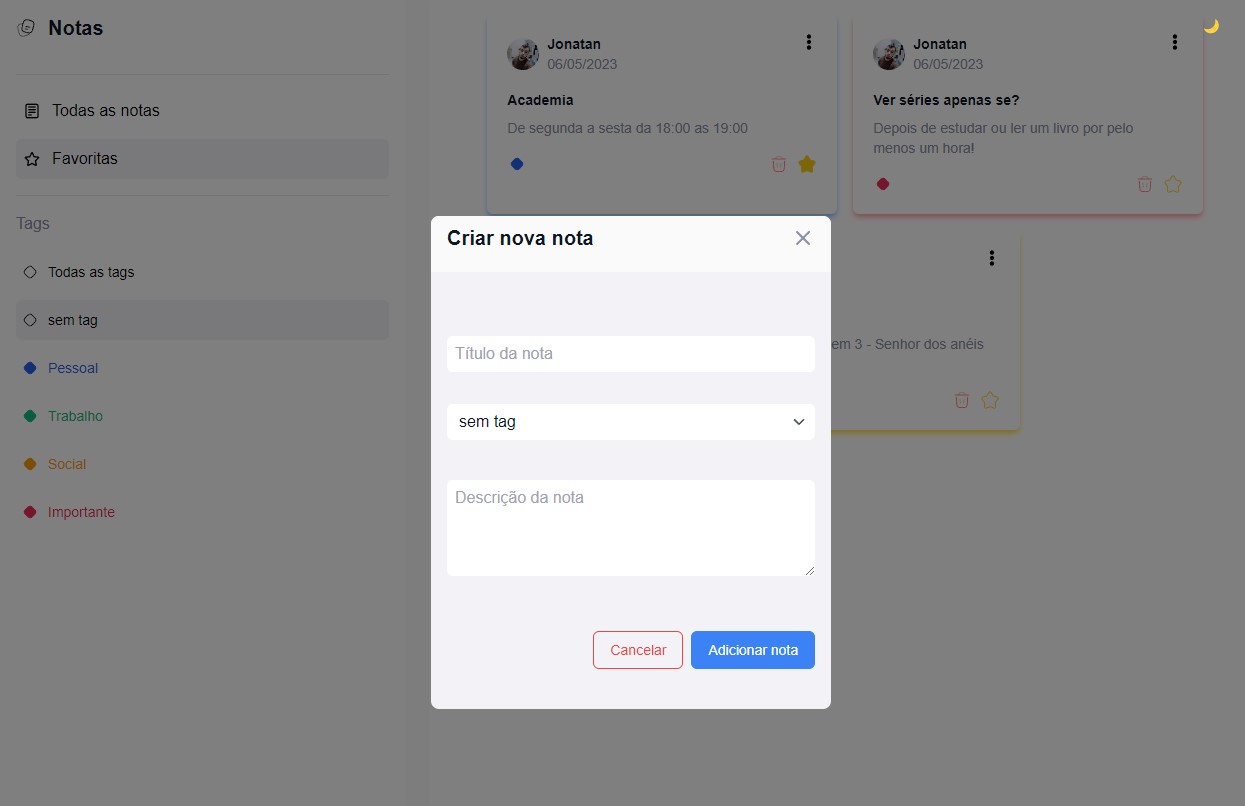 Notas
Todas as notas
Favoritas
Tags
Todas as tags
sem tag
Pessoal
Trabalho
Social
Importante
Jonatan
06/05/2023
Academia
De segunda a sesta da 18:00 as 19:00
Jonatan
06/05/2023
Ver séries apenas se?
Depois de estudar ou ler um livro por pelo
menos um hora!
em 3 - Senhor dos anéis
Criar nova nota
Título da nota
sem tag
Descrição da nota
Cancelar
Adicionar nota